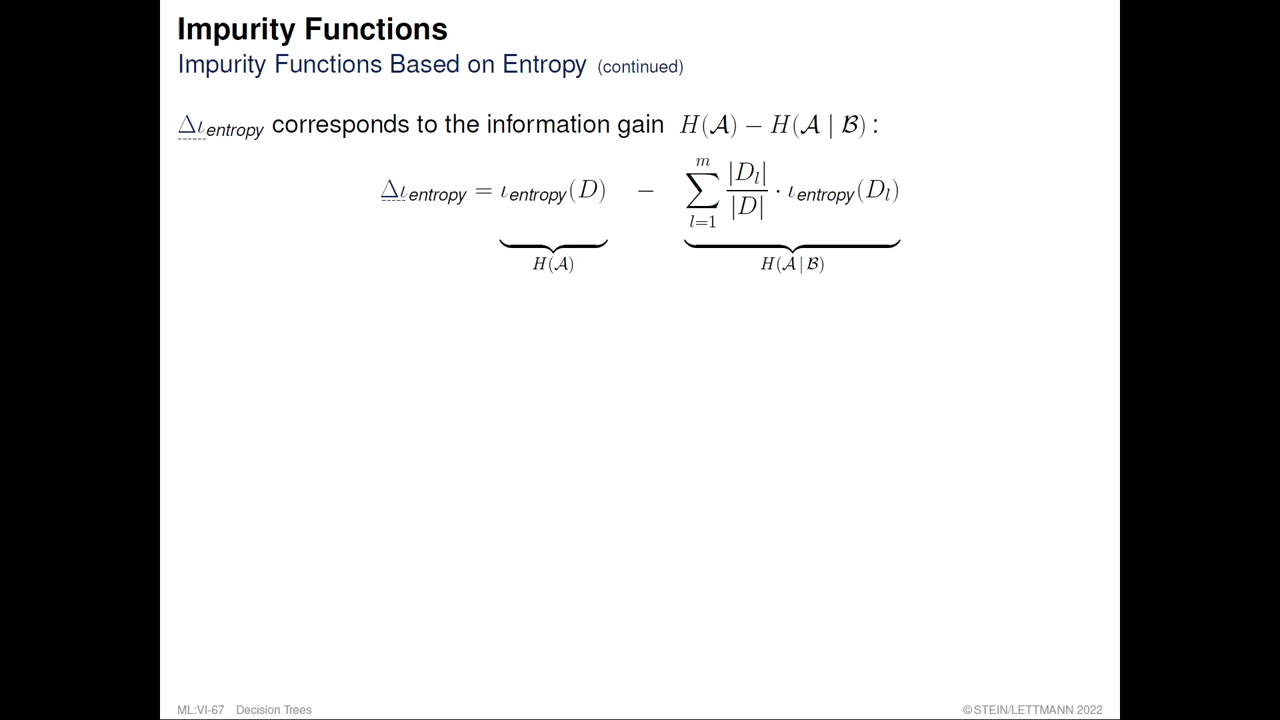 Impurity Functions
Impurity Functions Based on Entropy (continued)
Δι_entropy corresponds to the information gain H(𝒜) − H(𝒜 | ℬ) :
Δι_entropy = ι_entropy(D) − ∑_{l=1}^{m} |D_l|/|D| · ι_entropy(D_l)
H(𝒜) H(𝒜 | ℬ)
ML:VI-67 Decision Trees ©STEIN/LETTMANN 2022